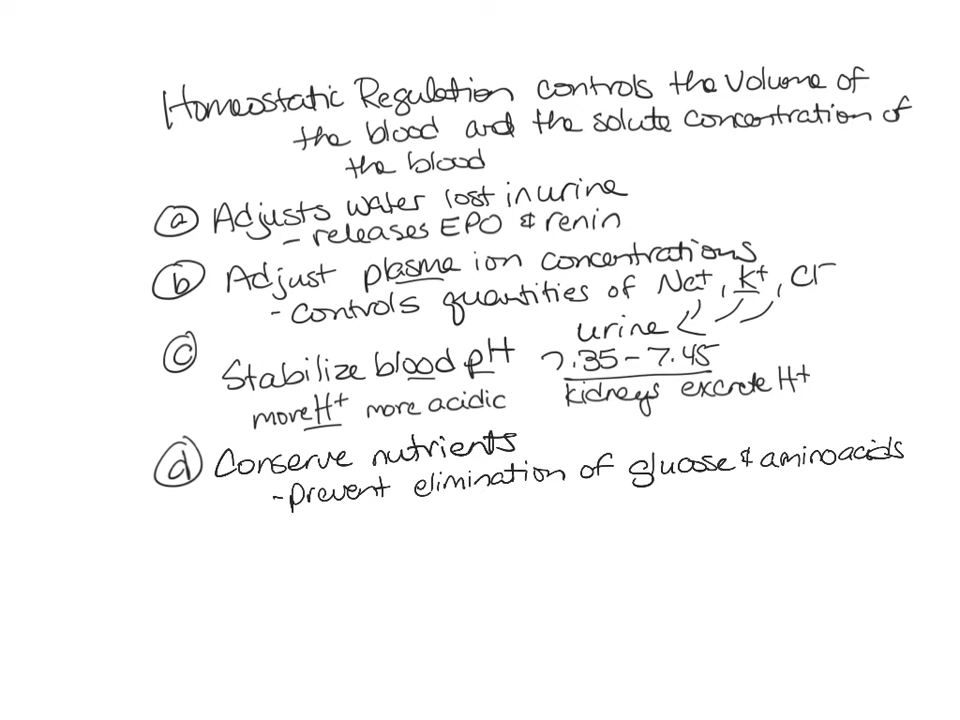 Homeostatic Regulation controls the Volume of
the blood and the solute concentration of
the blood
ⓐ Adjusts water lost in urine
- releases EPO & renin
ⓑ Adjust plasma ion concentrations
- controls quantities of Na+, K+, Cl-
urine <
ⓒ Stabilize blood pH 7.35 - 7.45
more H+ more acidic kidneys excrete H+
ⓓ Conserve nutrients
- prevent elimination of glucose & aminoacids